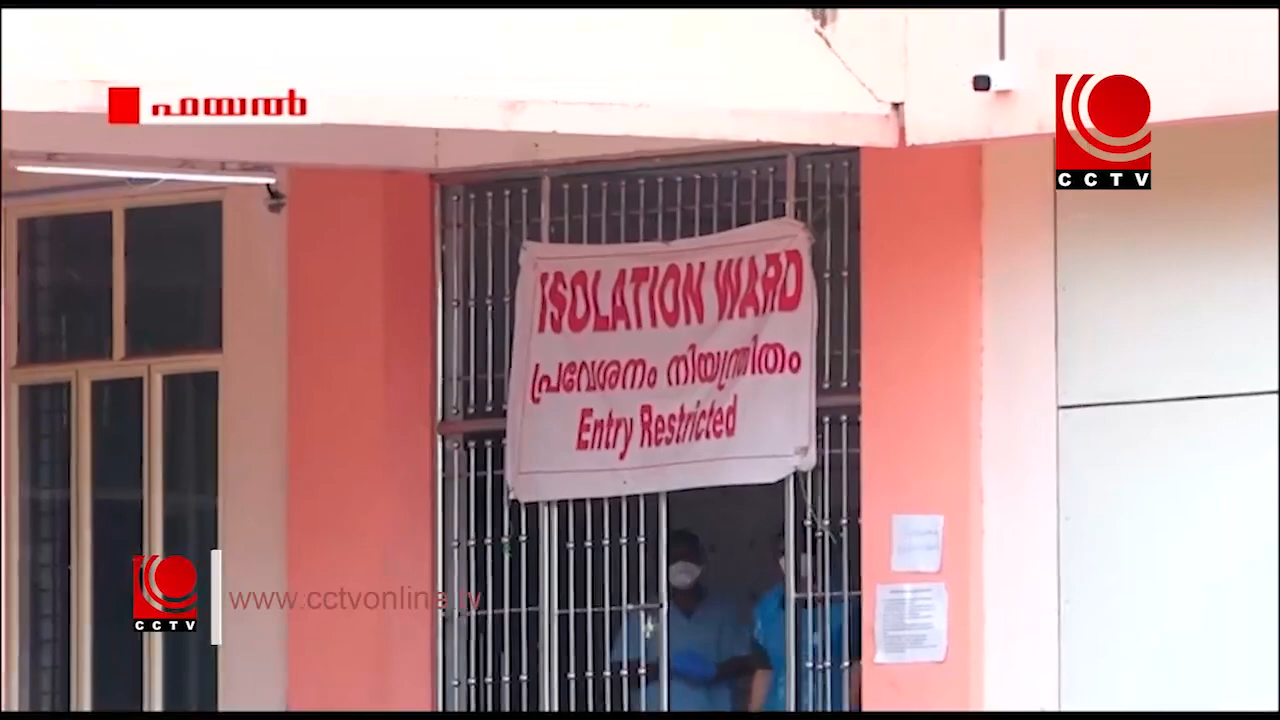 ഫയൽ
CCTV
ISOLATION WARD
പ്രവേശനം നിയന്ത്രിതം
Entry Restricted
CCTV
www.cctvonline.tv